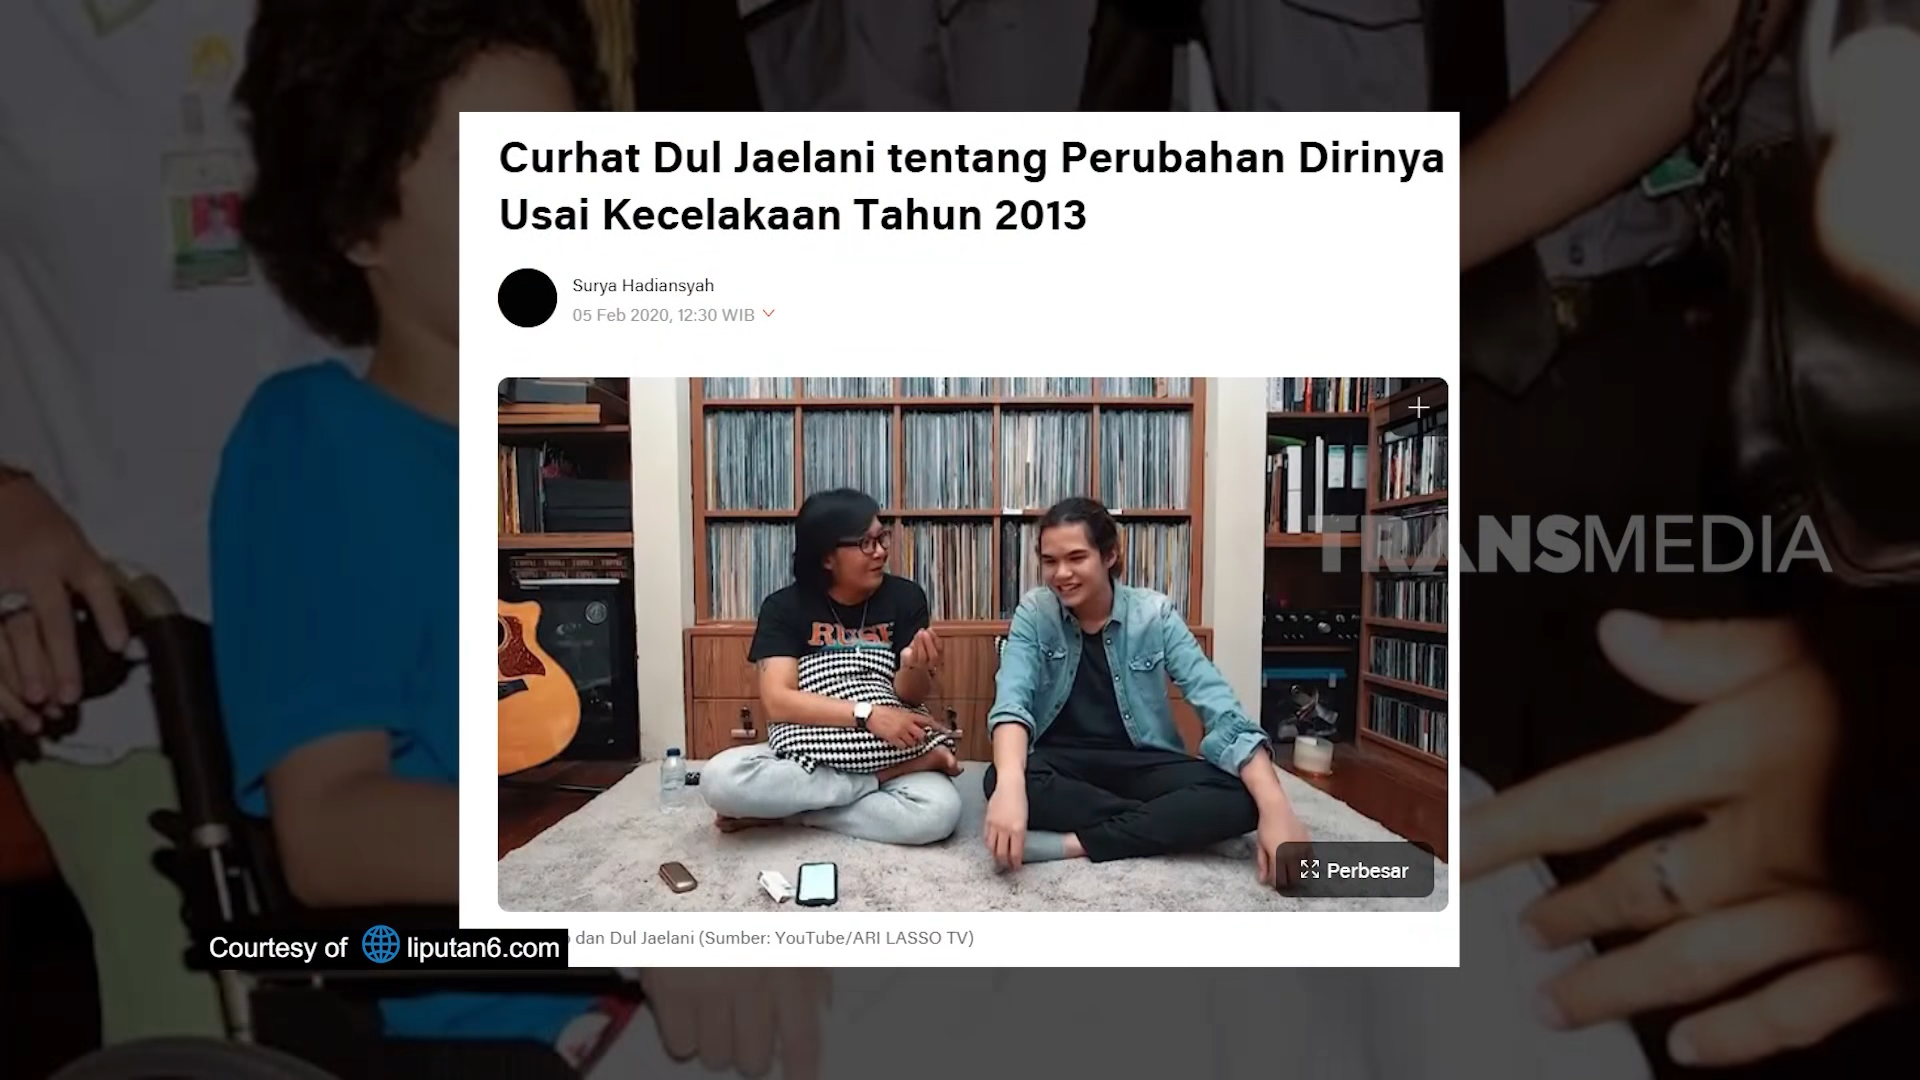 Curhat Dul Jaelani tentang Perubahan Dirinya
Usai Kecelakaan Tahun 2013
Surya Hadiansyah
05 Feb 2020, 12:30 WIB
TRANSMEDIA
Perbesar
dan Dul Jaelani (Sumber: YouTube/ARI LASSO TV)
Courtesy of liputan6.com